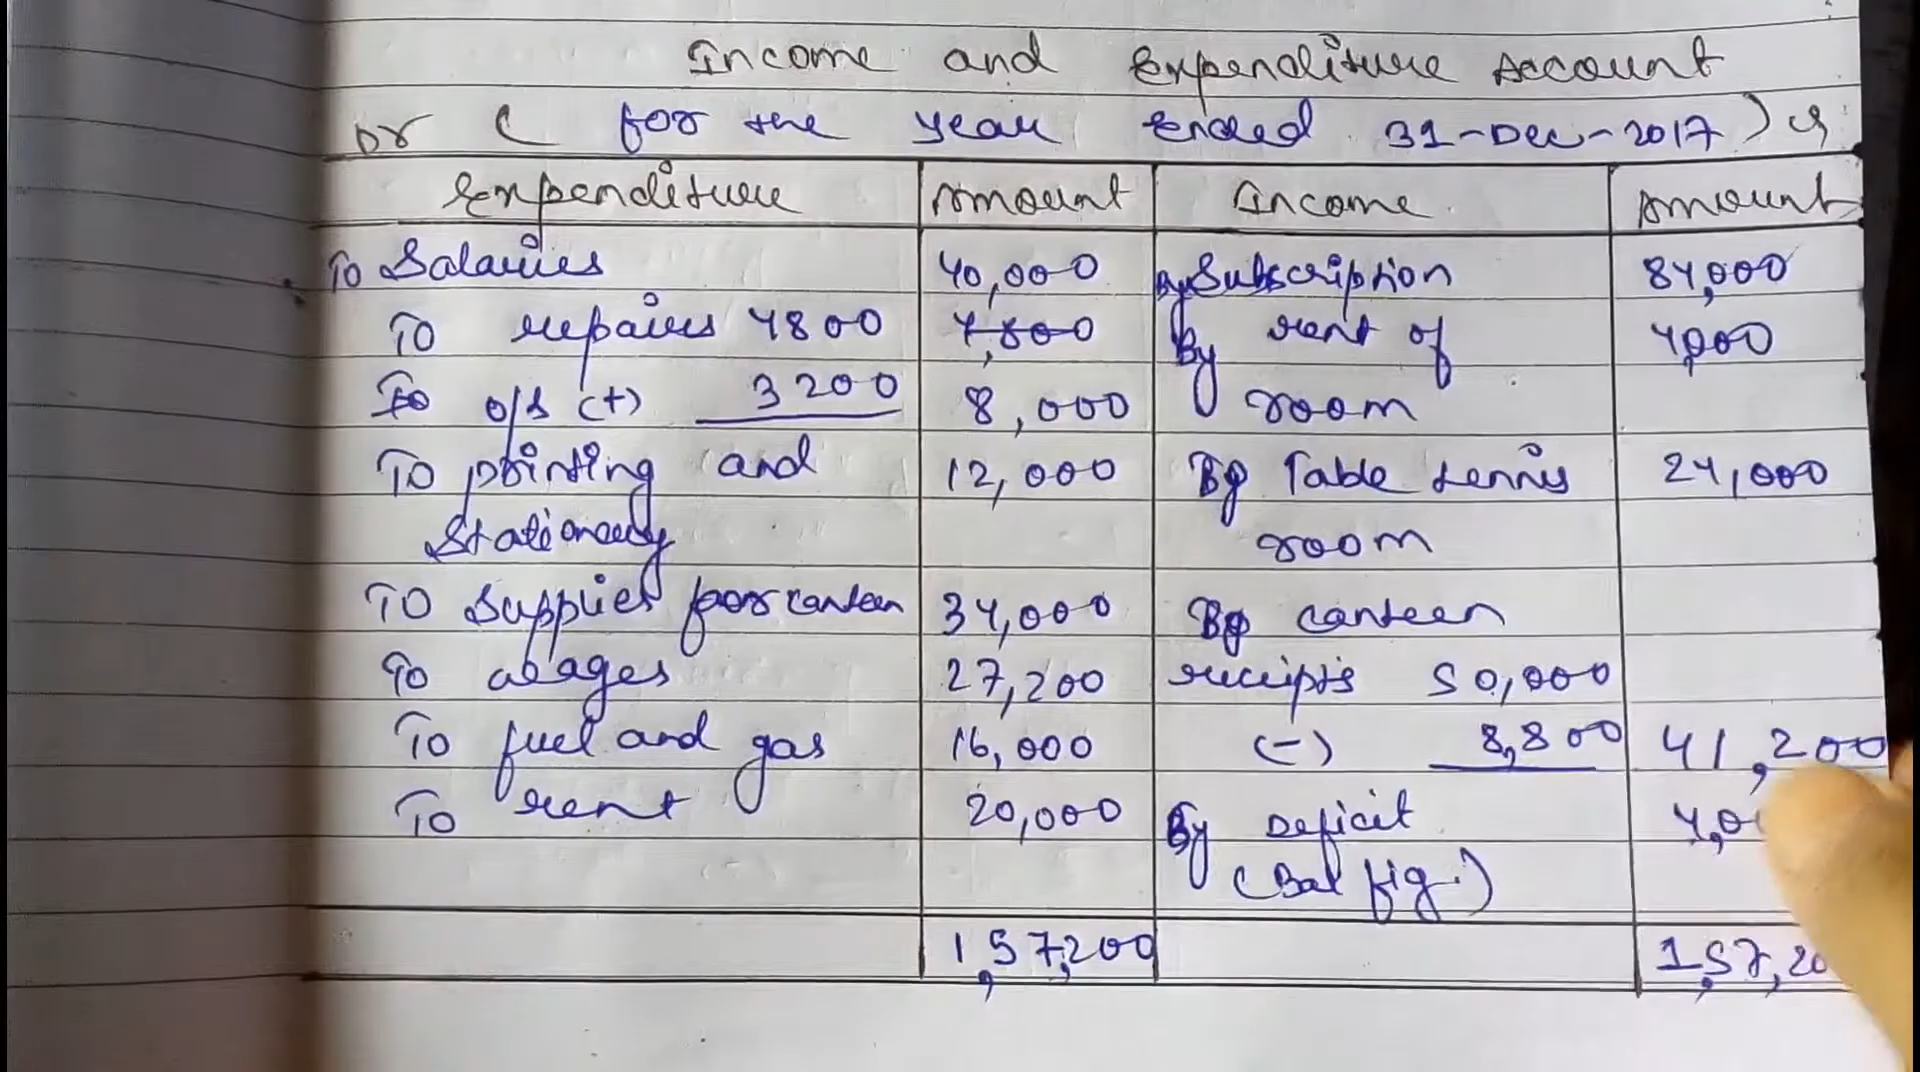 Income and Expenditure Account
Dr ( for the year ended 31-Dec-2017 ) Cr
Expenditure Amount Income Amount
To Salaries 40,000 By Subscription 84,000
To repairs 4800 4,800 By rent of 4,000
To o/s (+) 3200 8,000 room
To printing and 12,000 By Table tennis 24,000
Stationery room
To Supplies for canteen 34,000 By canteen
To wages 27,200 receipts 50,000
To fuel and gas 16,000 (-) 8,800 41,200
To rent 20,000 By Deficit
(Bal fig.)
1,57,200